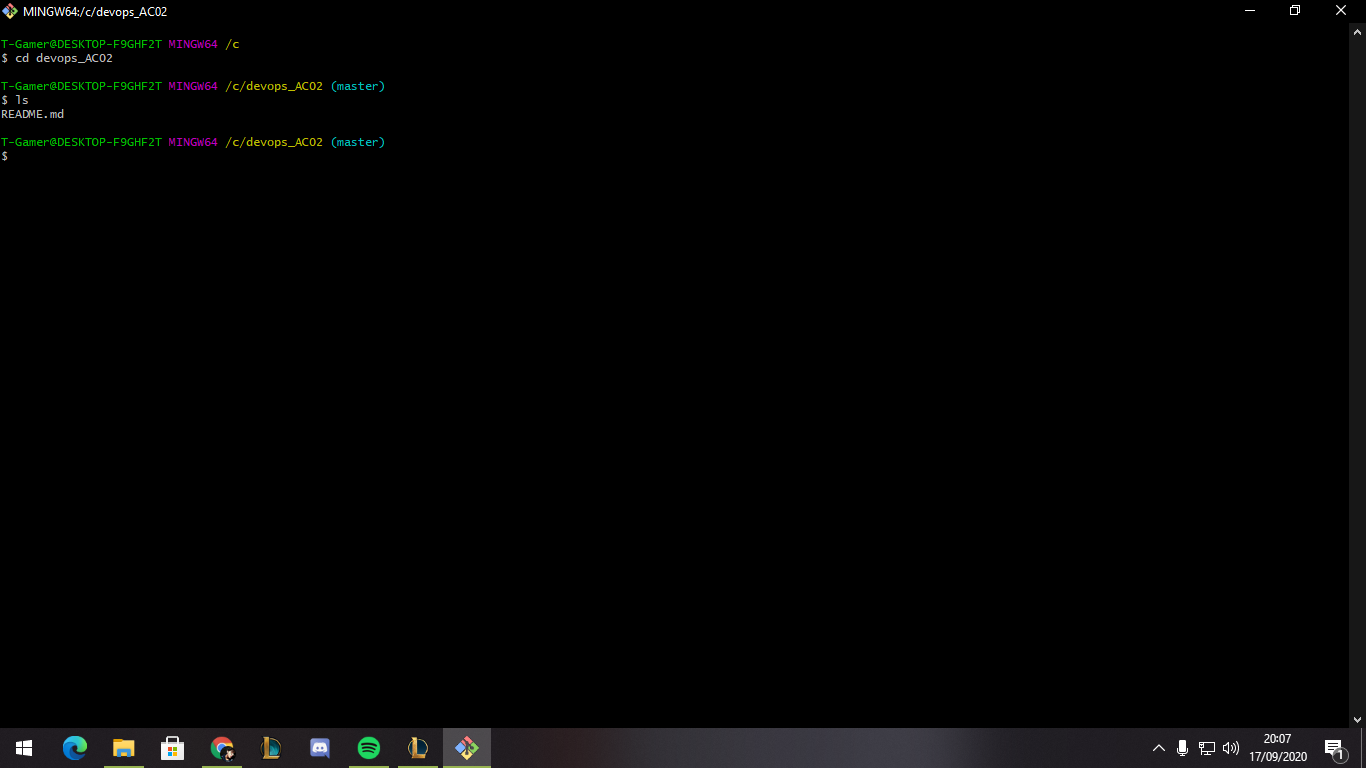 MINGW64:/c/devops_AC02
T-Gamer@DESKTOP-F9GHF2T MINGW64 /c
$ cd devops_AC02
T-Gamer@DESKTOP-F9GHF2T MINGW64 /c/devops_AC02 (master)
$ ls
README.md
T-Gamer@DESKTOP-F9GHF2T MINGW64 /c/devops_AC02 (master)
$
20:07
17/09/2020
1